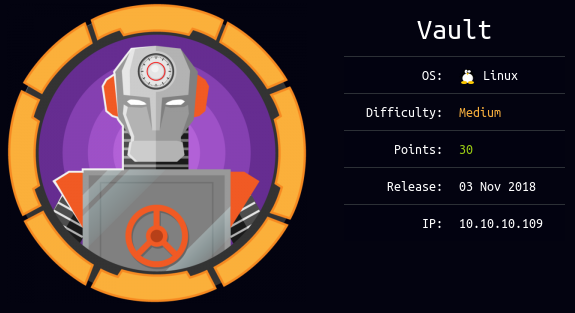 Vault
OS: Linux
Difficulty: Medium
Points: 30
Release: 03 Nov 2018
IP: 10.10.10.109